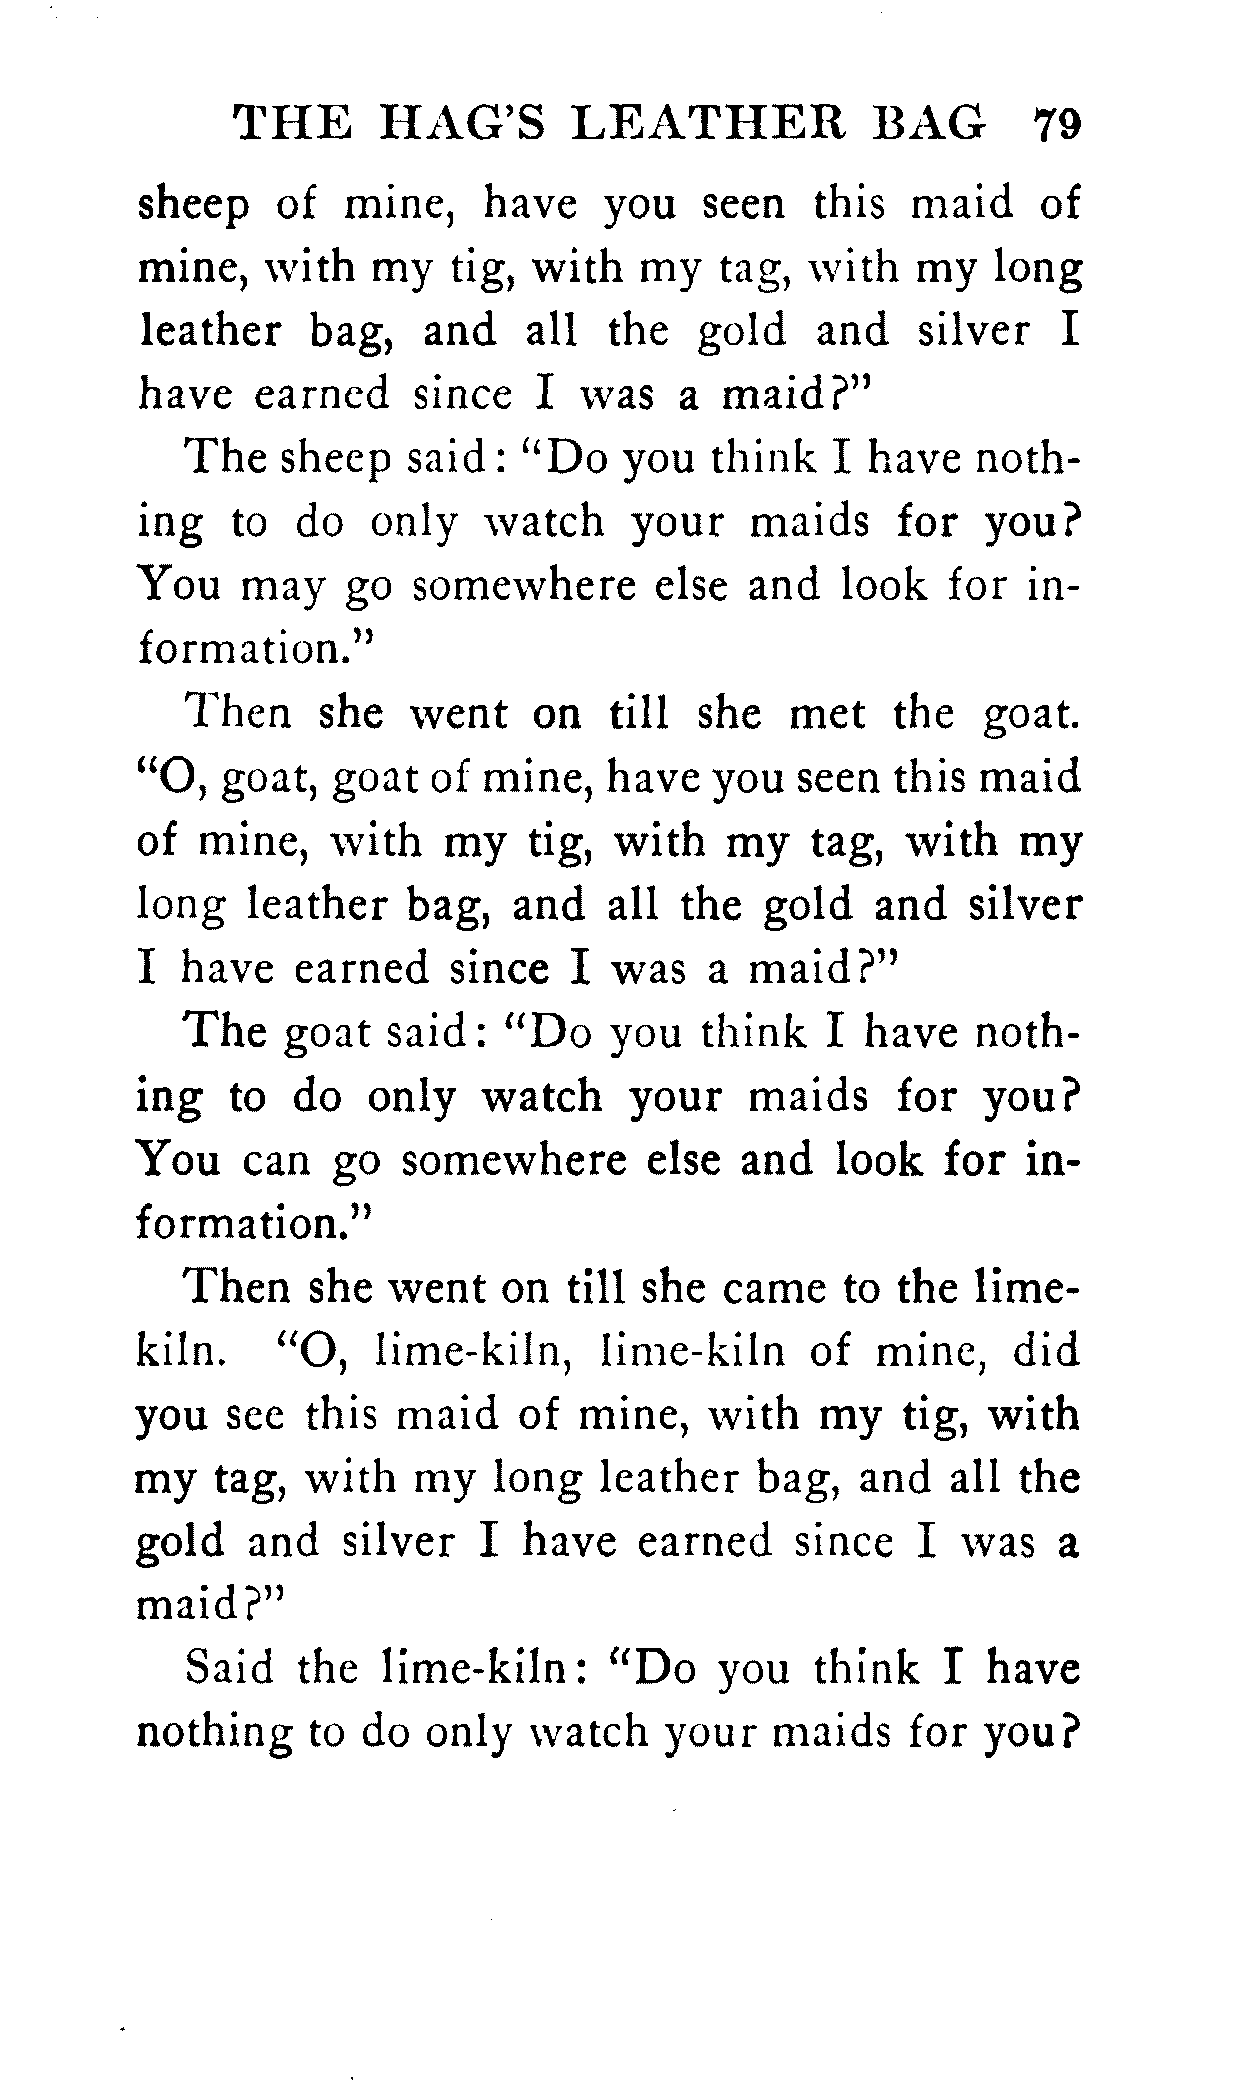 THE HAG'S LEATHER BAG 79
sheep of mine, have you seen this maid of
mine, with my tig, with my tag, with my long
leather bag, and all the gold and silver I
have earned since I was a maid?"
The sheep said: "Do you think I have noth-
ing to do only watch your maids for you?
You may go somewhere else and look for in-
formation."
Then she went on till she met the goat.
"O, goat, goat of mine, have you seen this maid
of mine, with my tig, with my tag, with my
long leather bag, and all the gold and silver
I have earned since I was a maid?"
The goat said: "Do you think I have noth-
ing to do only watch your maids for you?
You can go somewhere else and look for in-
formation."
Then she went on till she came to the lime-
kiln. "O, lime-kiln, lime-kiln of mine, did
you see this maid of mine, with my tig, with
my tag, with my long leather bag, and all the
gold and silver I have earned since I was a
maid?"
Said the lime-kiln: "Do you think I have
nothing to do only watch your maids for you?